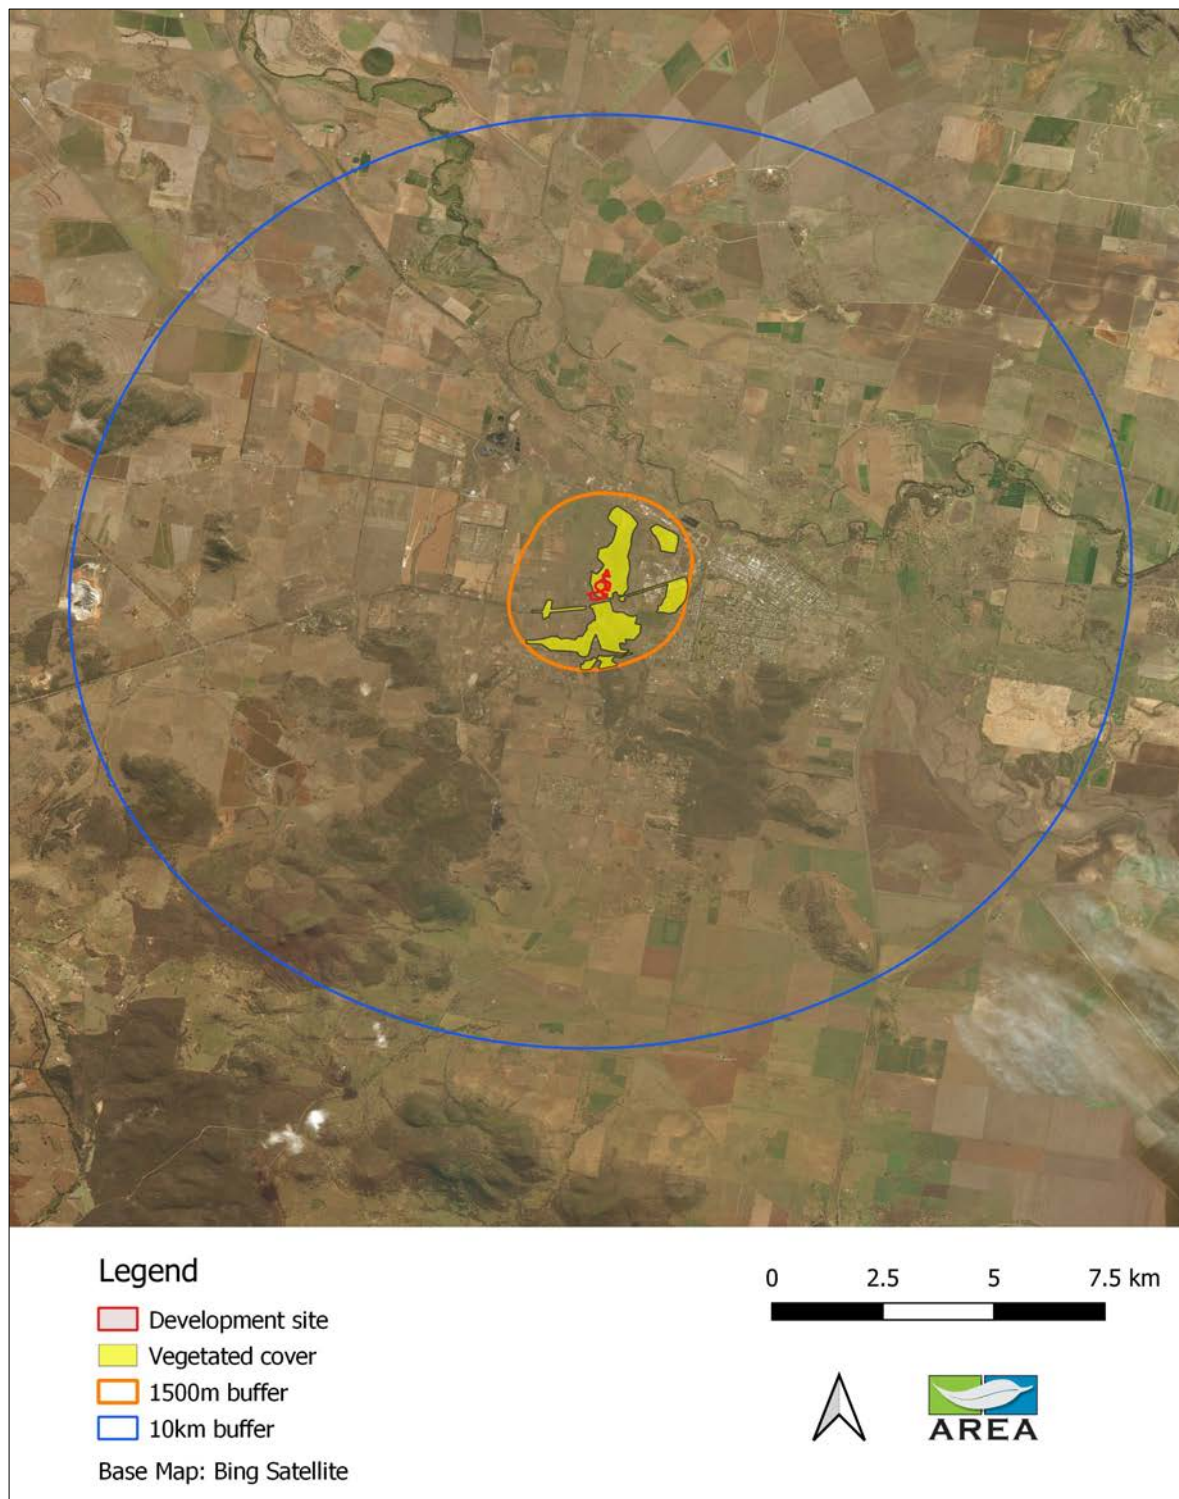 Legend
0 2.5 5 7.5 km
Development site
Vegetated cover
1500m buffer
10km buffer
AREA
Base Map: Bing Satellite